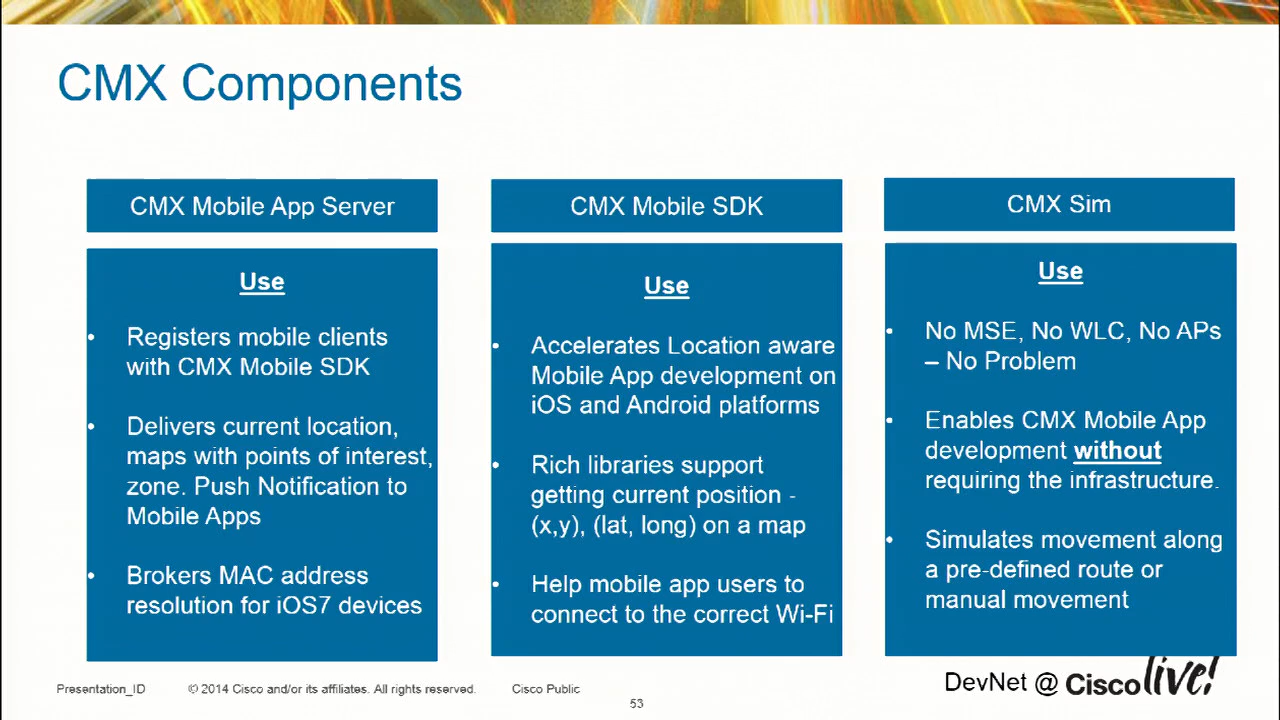 CMX Components
CMX Mobile App Server
Use
• Registers mobile clients
with CMX Mobile SDK
• Delivers current location,
maps with points of interest,
zone. Push Notification to
Mobile Apps
• Brokers MAC address
resolution for iOS7 devices
CMX Mobile SDK
Use
• Accelerates Location aware
Mobile App development on
iOS and Android platforms
• Rich libraries support
getting current position -
(x,y), (lat, long) on a map
• Help mobile app users to
connect to the correct Wi-Fi
CMX Sim
Use
• No MSE, No WLC, No APs
– No Problem
• Enables CMX Mobile App
development without
requiring the infrastructure.
• Simulates movement along
a pre-defined route or
manual movement
Presentation_ID © 2014 Cisco and/or its affiliates. All rights reserved. Cisco Public
53
DevNet @ Cisco live!